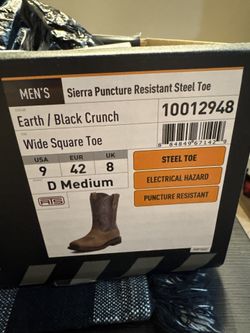 MEN'S Sierra Puncture Resistant Steel Toe
Earth / Black Crunch 10012948
Wide Square Toe
USA EUR UK
9 42 8
D Medium
ATS
STEEL TOE
ELECTRICAL HAZARD
PUNCTURE RESISTANT